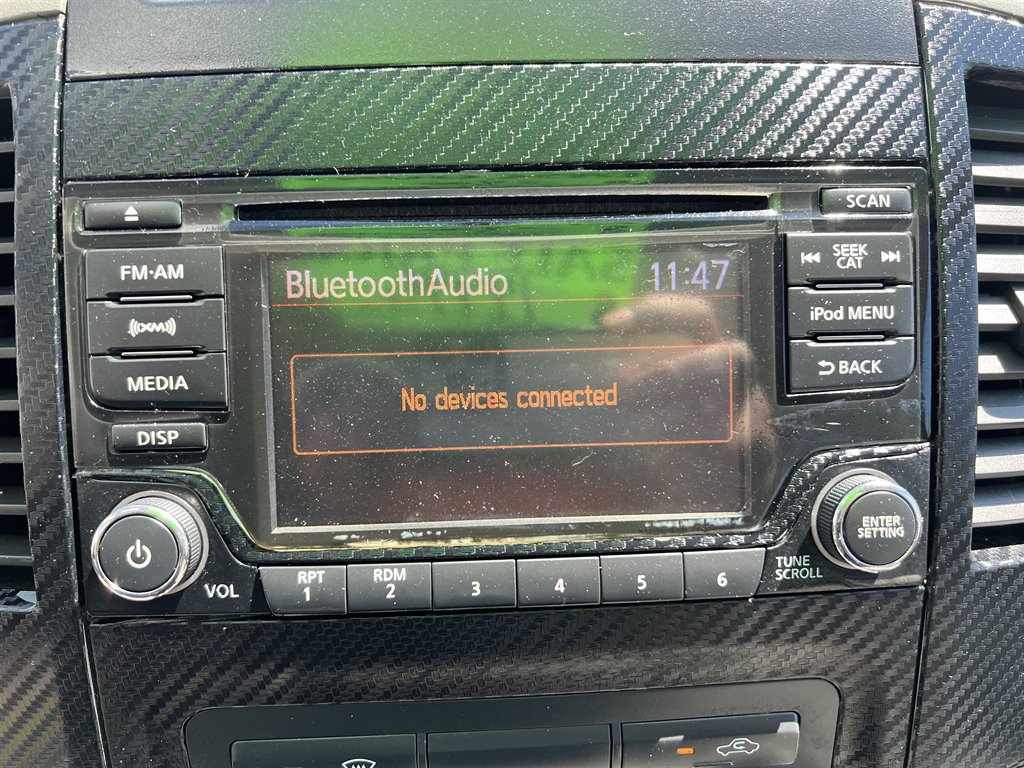 SCAN
FM·AM
SEEK
CAT
XM
iPod MENU
MEDIA
BACK
DISP
BluetoothAudio 11:47
No devices connected
ENTER
SETTING
VOL
RPT
1
RDM
2
3
4
5
6
TUNE
SCROLL